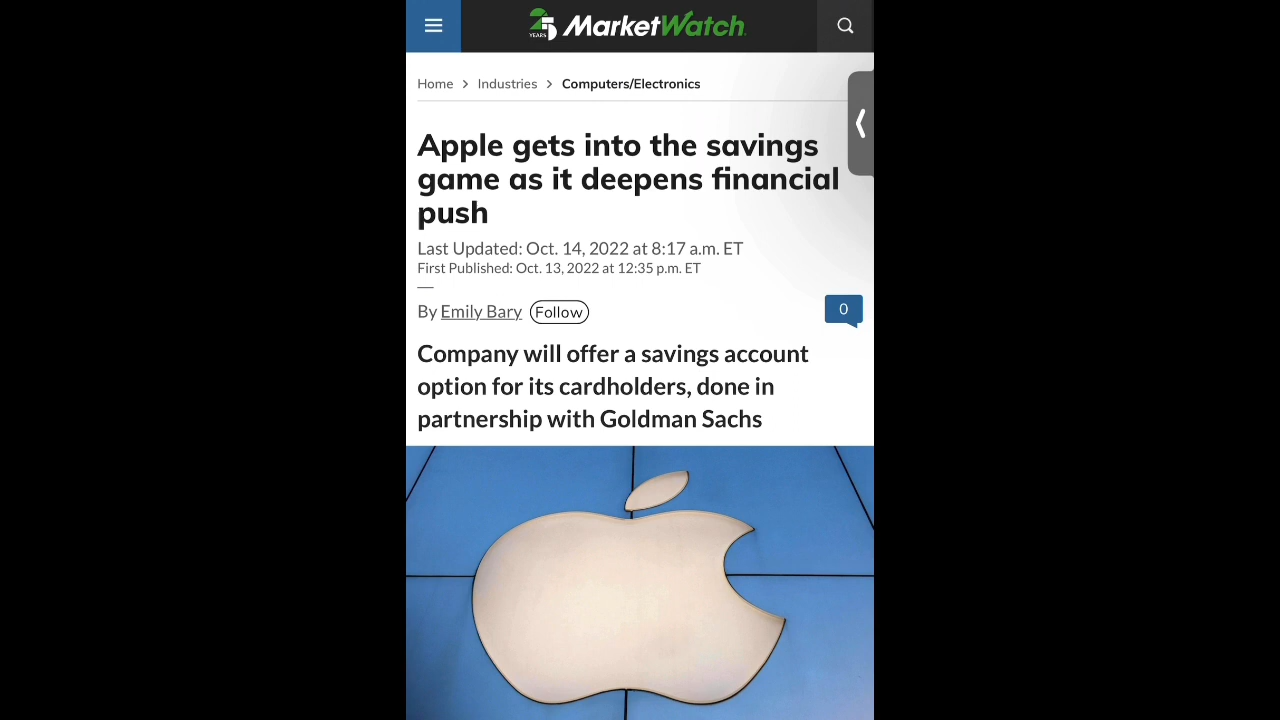 25 YEARS MarketWatch
Home > Industries > Computers/Electronics
Apple gets into the savings
game as it deepens financial
push
Last Updated: Oct. 14, 2022 at 8:17 a.m. ET
First Published: Oct. 13, 2022 at 12:35 p.m. ET
By Emily Bary Follow 0
Company will offer a savings account
option for its cardholders, done in
partnership with Goldman Sachs